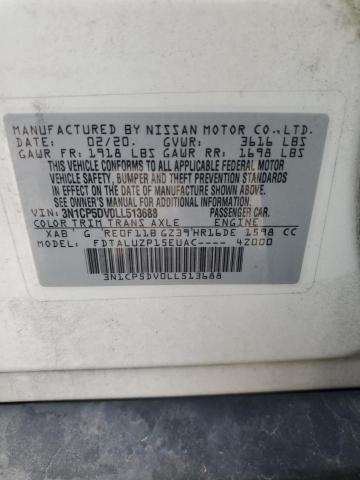 MANUFACTURED BY NISSAN MOTOR CO.,LTD.
DATE: 02/20. GVWR: 3616 LBS
GAWR FR: 1918 LBS GAWR RR: 1698 LBS
THIS VEHICLE CONFORMS TO ALL APPLICABLE FEDERAL MOTOR
VEHICLE SAFETY, BUMPER AND THEFT PREVENTION STANDARDS
IN EFFECT ON THE DATE OF MANUFACTURE SHOWN ABOVE.
SEE OWNER'S MANUAL FOR ADDITIONAL INFORMATION.
VIN: 3N1CP5DV0LL513688 PASSENGER CAR.
COLOR TRIM TRANS AXLE ENGINE
XAB G RE0F11B GZ39 HR16DE 1598 CC
FDTALUZP15EUAC---- 4Z000
3N1CP5DV0LL513688